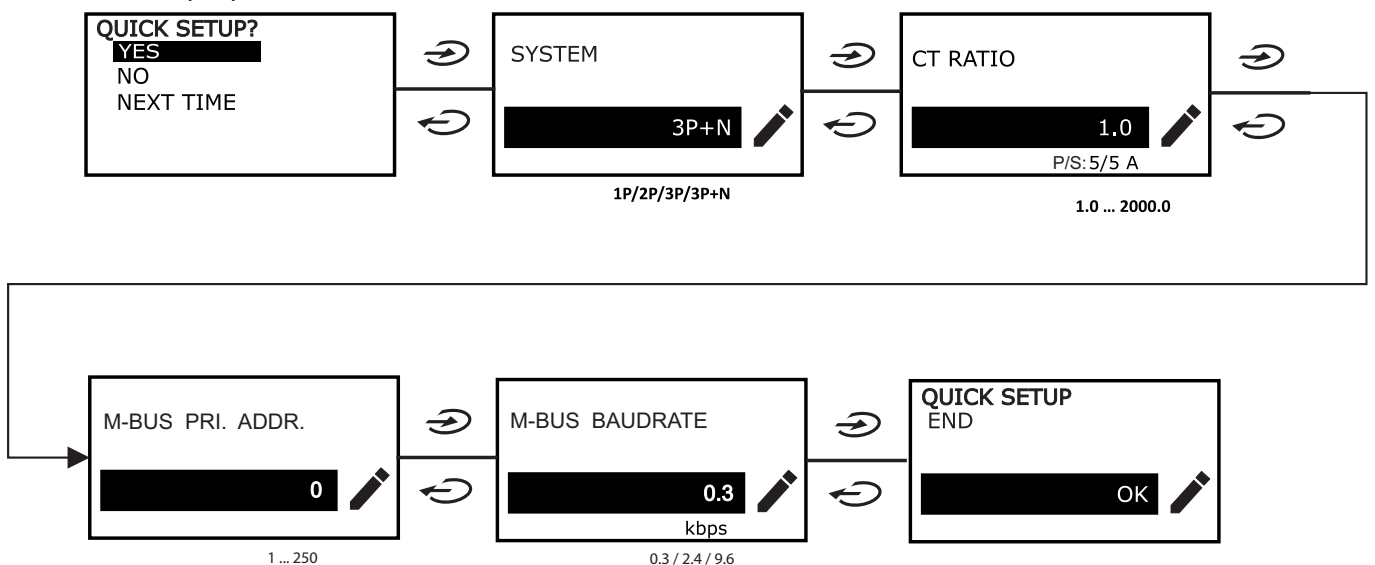 QUICK SETUP?
YES
NO
NEXT TIME
SYSTEM
3P+N
1P/2P/3P/3P+N
CT RATIO
1.0
P/S: 5/5 A
1.0 ... 2000.0
M-BUS PRI. ADDR.
0
1 ... 250
M-BUS BAUDRATE
0.3
kbps
0.3 / 2.4 / 9.6
QUICK SETUP
END
OK